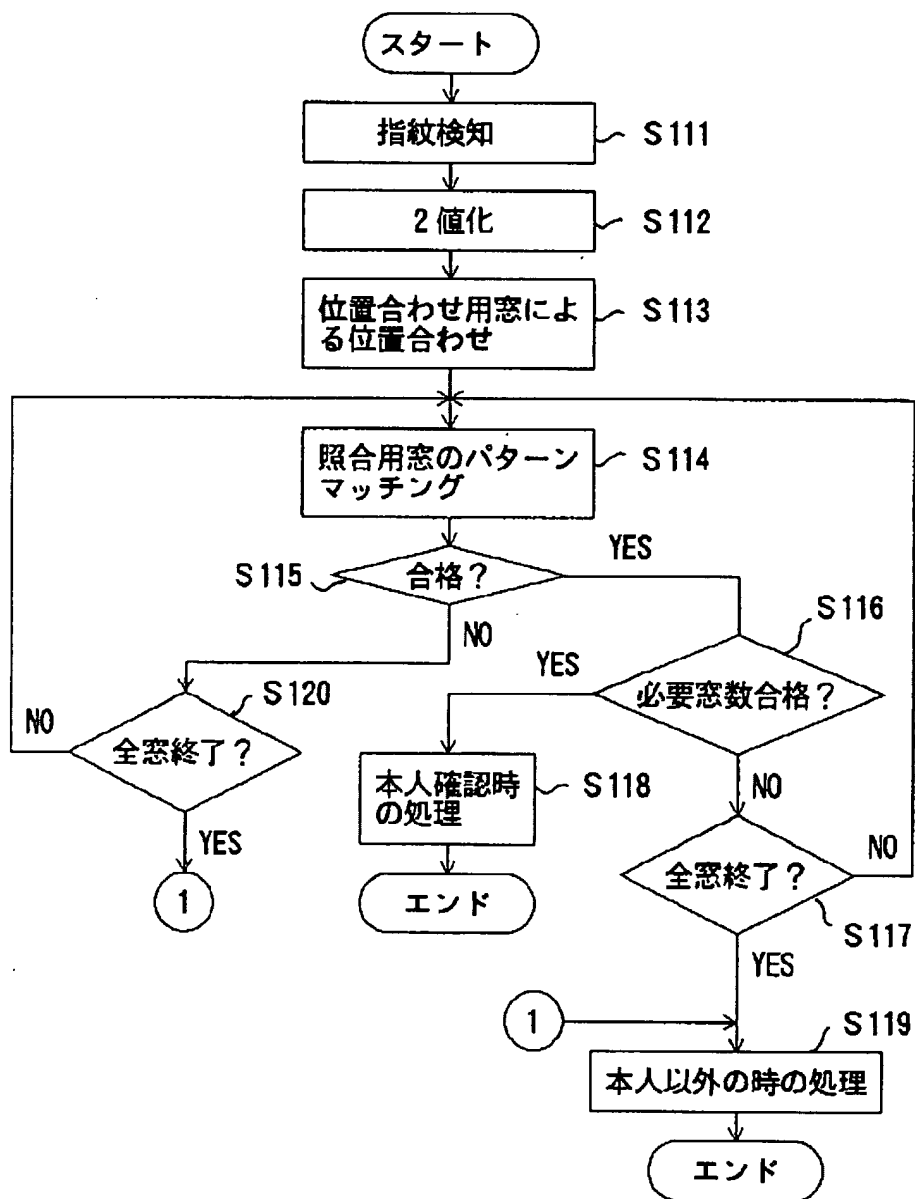 スタート
指紋検知
S111
2値化
S112
位置合わせ用窓によ
る位置合わせ
S113
照合用窓のパターン
マッチング
S114
合格？
S115
YES
NO
必要窓数合格？
S116
YES
NO
全窓終了？
S120
NO
YES
1
本人確認時
の処理
S118
エンド
全窓終了？
S117
NO
YES
1
本人以外の時の処理
S119
エンド